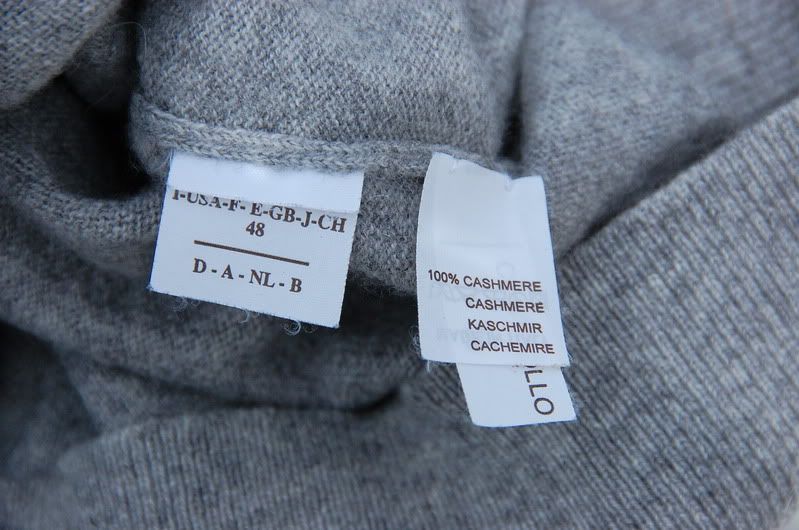 I-USA-F- E-GB-J-CH
48
D - A - NL - B
100% CASHMERE
CASHMERE
KASCHMIR
CACHEMIRE